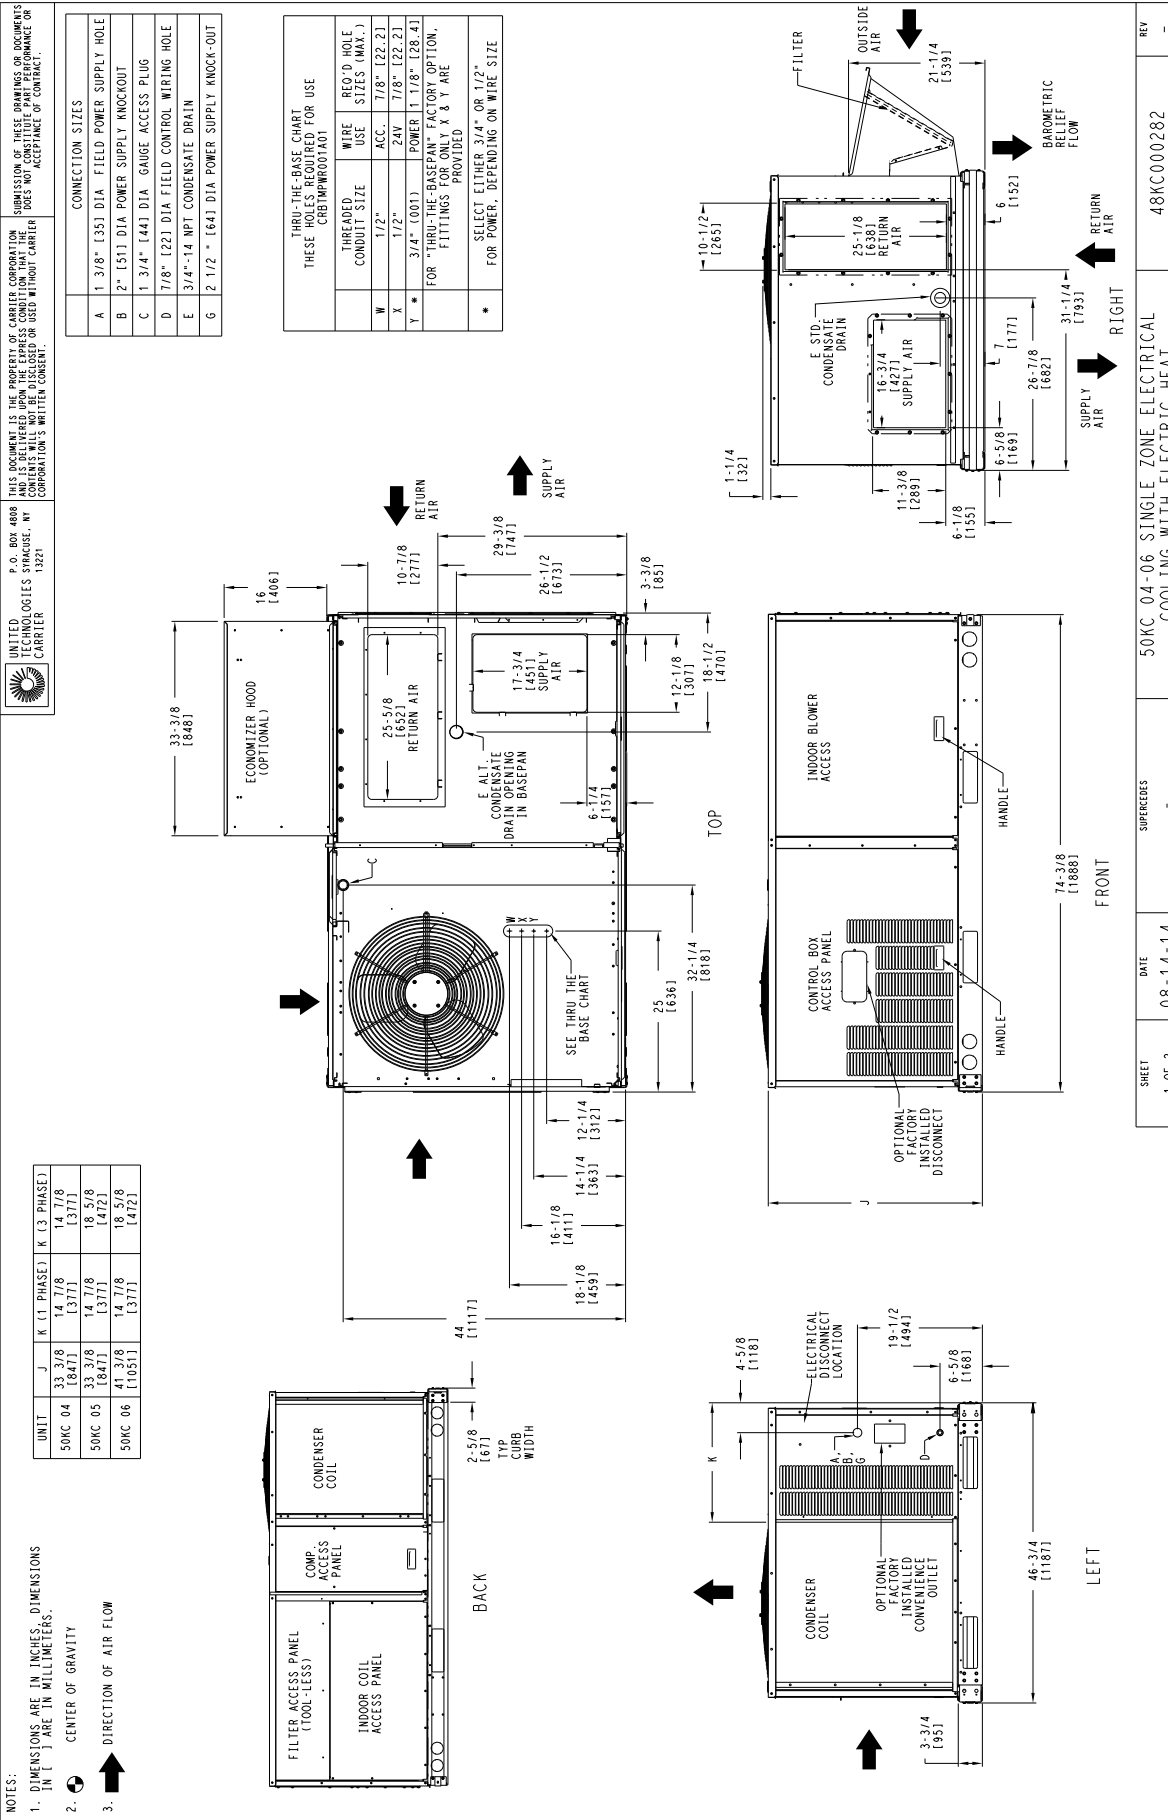 NOTES:
1. DIMENSIONS ARE IN INCHES, DIMENSIONS
IN [ ] ARE IN MILLIMETERS.
2. CENTER OF GRAVITY
3. DIRECTION OF AIR FLOW
UNIT J K (1 PHASE) K (3 PHASE)
50KC 04 33 3/8 [847] 14 7/8 [377] 14 7/8 [377]
50KC 05 33 3/8 [847] 14 7/8 [377] 18 5/8 [472]
50KC 06 41 3/8 [1051] 14 7/8 [377] 18 5/8 [472]
UNITED
TECHNOLOGIES
CARRIER
P.O. BOX 4808
SYRACUSE, NY
13221
THIS DOCUMENT IS THE PROPERTY OF CARRIER CORPORATION
AND IS DELIVERED UPON THE EXPRESS CONDITION THAT THE
CONTENTS WILL NOT BE DISCLOSED OR USED WITHOUT CARRIER
CORPORATION'S WRITTEN CONSENT.
SUBMISSION OF THESE DRAWINGS OR DOCUMENTS
DOES NOT CONSTITUTE PART PERFORMANCE OR
ACCEPTANCE OF CONTRACT.
CONNECTION SIZES
A 1 3/8" [35] DIA FIELD POWER SUPPLY HOLE
B 2" [51] DIA POWER SUPPLY KNOCKOUT
C 1 3/4" [44] DIA GAUGE ACCESS PLUG
D 7/8" [22] DIA FIELD CONTROL WIRING HOLE
E 3/4"-14 NPT CONDENSATE DRAIN
G 2 1/2 " [64] DIA POWER SUPPLY KNOCK-OUT
THRU-THE-BASE CHART
THESE HOLES REQUIRED FOR USE
CRBTMPWR001A01
THREADED CONDUIT SIZE WIRE USE REQ'D HOLE SIZES (MAX.)
W 1/2" ACC. 7/8" [22.2]
X 1/2" 24V 7/8" [22.2]
Y * 3/4" (001) POWER 1 1/8" [28.4]
FOR "THRU-THE-BASEPAN" FACTORY OPTION,
FITTINGS FOR ONLY X & Y ARE
PROVIDED
* SELECT EITHER 3/4" OR 1/2"
FOR POWER, DEPENDING ON WIRE SIZE
FILTER ACCESS PANEL
(TOOL-LESS)
INDOOR COIL
ACCESS PANEL
COMP.
ACCESS
PANEL
CONDENSER
COIL
2-5/8
[67]
TYP
CURB
WIDTH
BACK
33-3/8
[848]
16
[406]
ECONOMIZER HOOD
(OPTIONAL)
RETURN
AIR
SUPPLY
AIR
25-5/8
[652]
RETURN AIR
10-7/8
[277]
29-3/8
[747]
26-1/2
[673]
17-3/4
[451]
SUPPLY
AIR
3-3/8
[85]
12-1/8
[307]
18-1/2
[470]
6-1/4
[157]
E ALT.
CONDENSATE
DRAIN OPENING
IN BASEPAN
C
W
X
Y
SEE THRU THE
BASE CHART
25
[636]
32-1/4
[818]
12-1/4
[312]
14-1/4
[363]
16-1/8
[411]
18-1/8
[459]
44
[1117]
TOP
CONDENSER
COIL
K
4-5/8
[118]
ELECTRICAL
DISCONNECT
LOCATION
A,
B,
G
D
19-1/2
[494]
6-5/8
[168]
OPTIONAL
FACTORY
INSTALLED
CONVENIENCE
OUTLET
46-3/4
[1187]
3-3/4
[95]
LEFT
CONTROL BOX
ACCESS PANEL
INDOOR BLOWER
ACCESS
J
OPTIONAL
FACTORY
INSTALLED
DISCONNECT
HANDLE
HANDLE
74-3/8
[1888]
FRONT
1-1/4
[32]
11-3/8
[289]
6-1/8
[155]
6-5/8
[169]
16-3/4
[427]
SUPPLY AIR
E STD.
CONDENSATE
DRAIN
7
[177]
26-7/8
[682]
31-1/4
[793]
10-1/2
[265]
25-1/8
[638]
RETURN
AIR
6
[152]
21-1/4
[539]
FILTER
OUTSIDE
AIR
BAROMETRIC
RELIEF
FLOW
RETURN
AIR
SUPPLY
AIR
RIGHT
SHEET
1 OF 2
DATE
08-14-14
SUPERCEDES
-
50KC 04-06 SINGLE ZONE ELECTRICAL
COOLING WITH ELECTRIC HEAT
48KC000282
REV
-